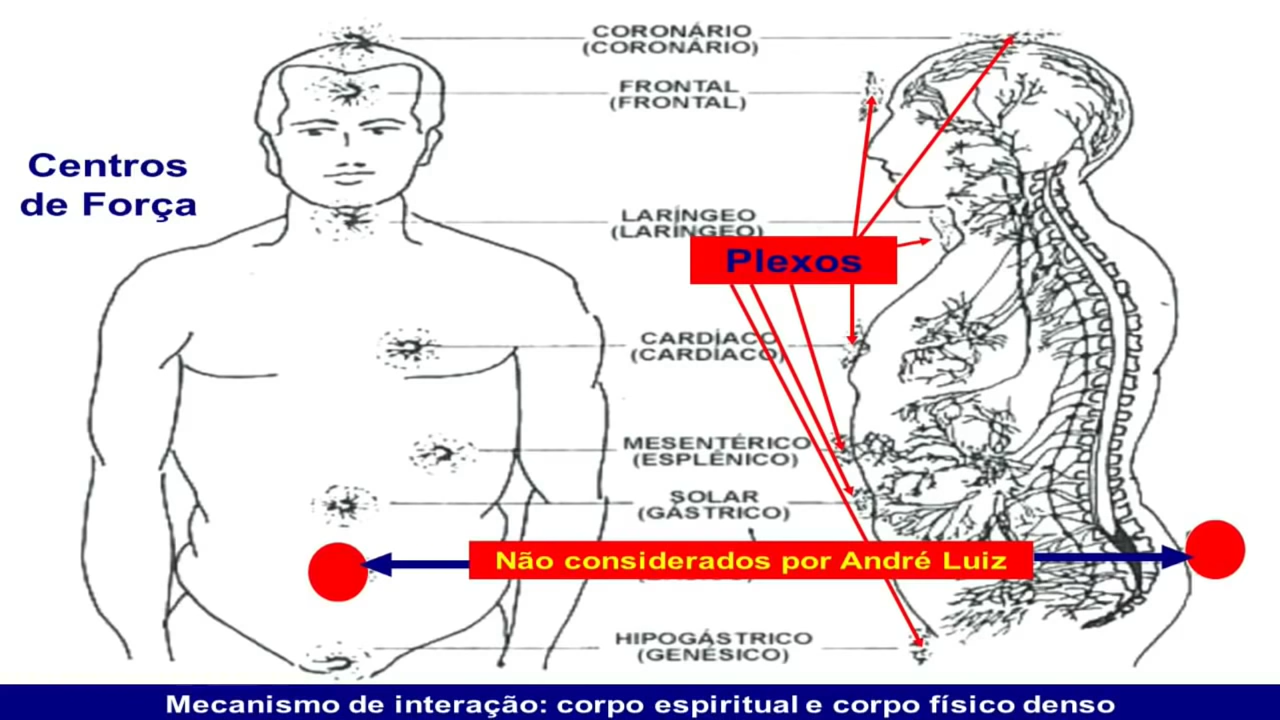 CORONÁRIO
(CORONÁRIO)
FRONTAL
(FRONTAL)
Centros
de Força
LARÍNGEO
(LARÍNGEO)
Plexos
CARDÍACO
(CARDÍACO)
MESENTÉRICO
(ESPLÊNICO)
SOLAR
(GÁSTRICO)
Não considerados por André Luiz
HIPOGÁSTRICO
(GENÉSICO)
Mecanismo de interação: corpo espiritual e corpo físico denso